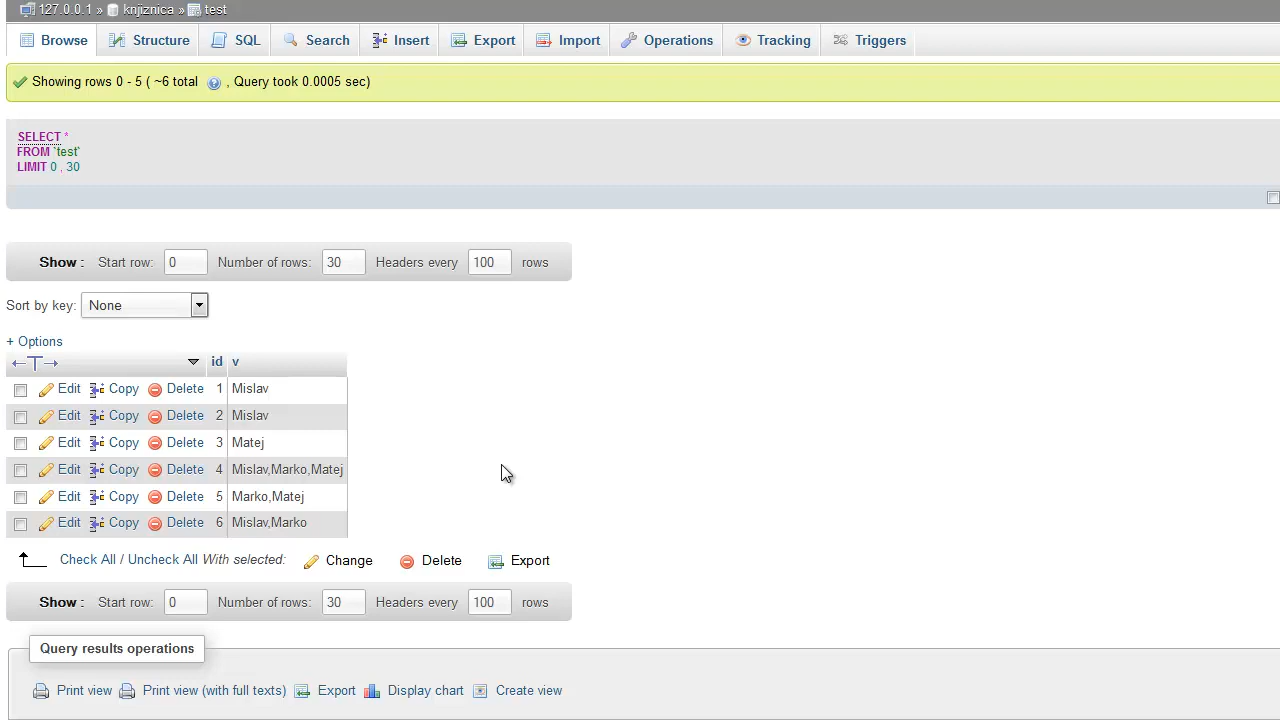 127.0.0.1 » knjiznica » test
Browse Structure SQL Search Insert Export Import Operations Tracking Triggers
Showing rows 0 - 5 ( ~6 total , Query took 0.0005 sec)
SELECT *
FROM `test`
LIMIT 0 , 30
Show : Start row: 0 Number of rows: 30 Headers every 100 rows
Sort by key: None
+ Options
←T→ id v
Edit Copy Delete 1 Mislav
Edit Copy Delete 2 Mislav
Edit Copy Delete 3 Matej
Edit Copy Delete 4 Mislav,Marko,Matej
Edit Copy Delete 5 Marko,Matej
Edit Copy Delete 6 Mislav,Marko
Check All / Uncheck All With selected: Change Delete Export
Show : Start row: 0 Number of rows: 30 Headers every 100 rows
Query results operations
Print view Print view (with full texts) Export Display chart Create view